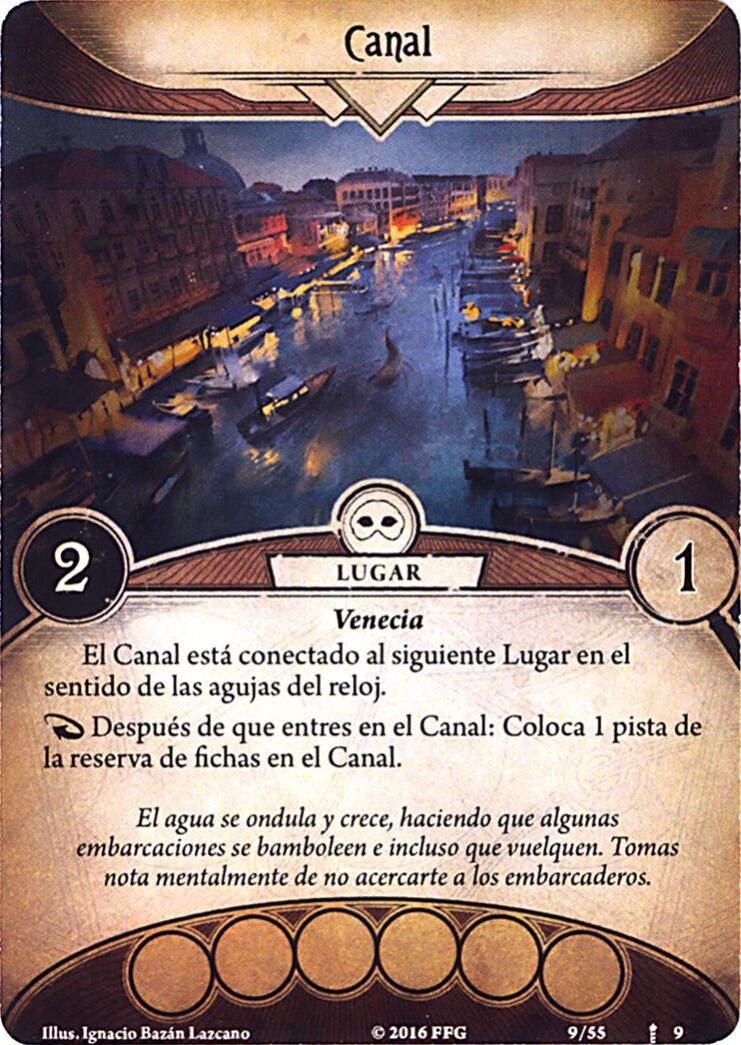 Canal
2
LUGAR
1
Venecia
El Canal está conectado al siguiente Lugar en el
sentido de las agujas del reloj.
Después de que entres en el Canal: Coloca 1 pista de
la reserva de fichas en el Canal.
El agua se ondula y crece, haciendo que algunas
embarcaciones se bamboleen e incluso que vuelquen. Tomas
nota mentalmente de no acercarte a los embarcaderos.
Illus. Ignacio Bazán Lazcano © 2016 FFG 9/55 9